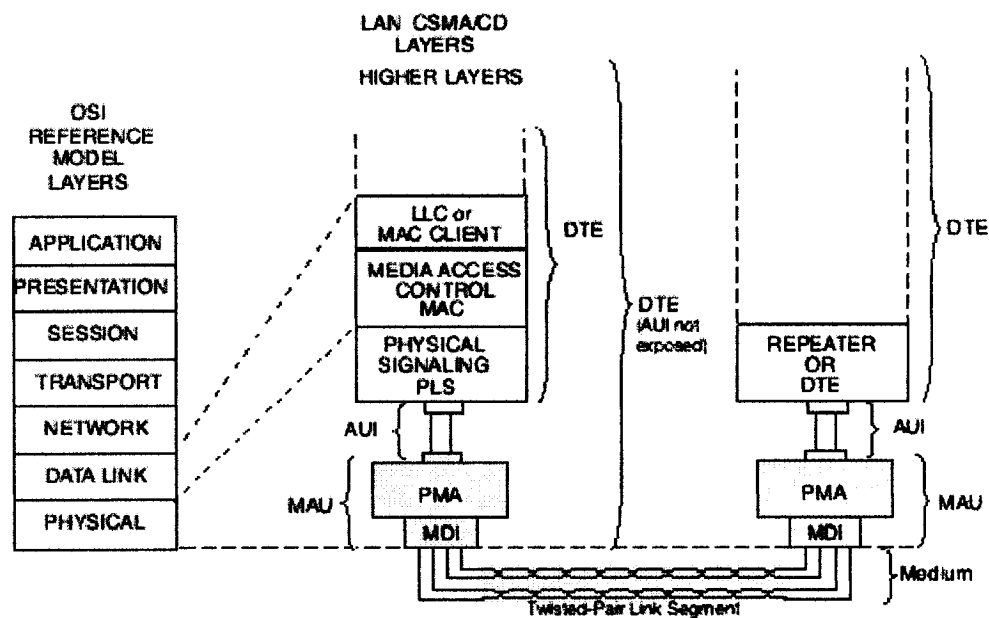 LAN CSMA/CD
LAYERS
HIGHER LAYERS
OSI
REFERENCE
MODEL
LAYERS
APPLICATION
PRESENTATION
SESSION
TRANSPORT
NETWORK
DATA LINK
PHYSICAL
LLC or
MAC CLIENT
MEDIA ACCESS
CONTROL
MAC
PHYSICAL
SIGNALING
PLS
DTE
DTE
(AUI not
exposed)
AUI
MAU
PMA
MDI
REPEATER
OR
DTE
DTE
AUI
PMA
MAU
MDI
Medium
Twisted-Pair Link Segment